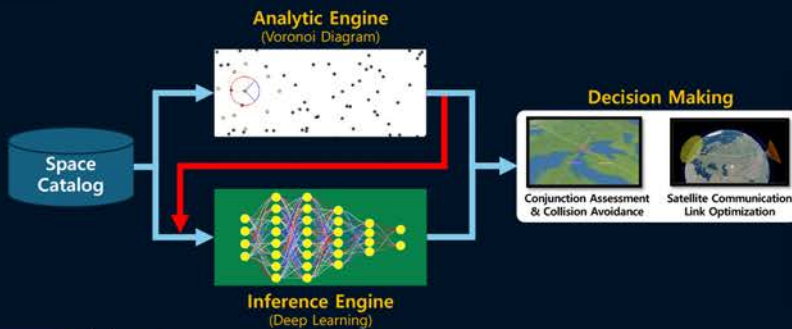 Analytic Engine
(Voronoi Diagram)
Space
Catalog
Inference Engine
(Deep Learning)
Decision Making
Conjunction Assessment
& Collision Avoidance
Satellite Communication
Link Optimization